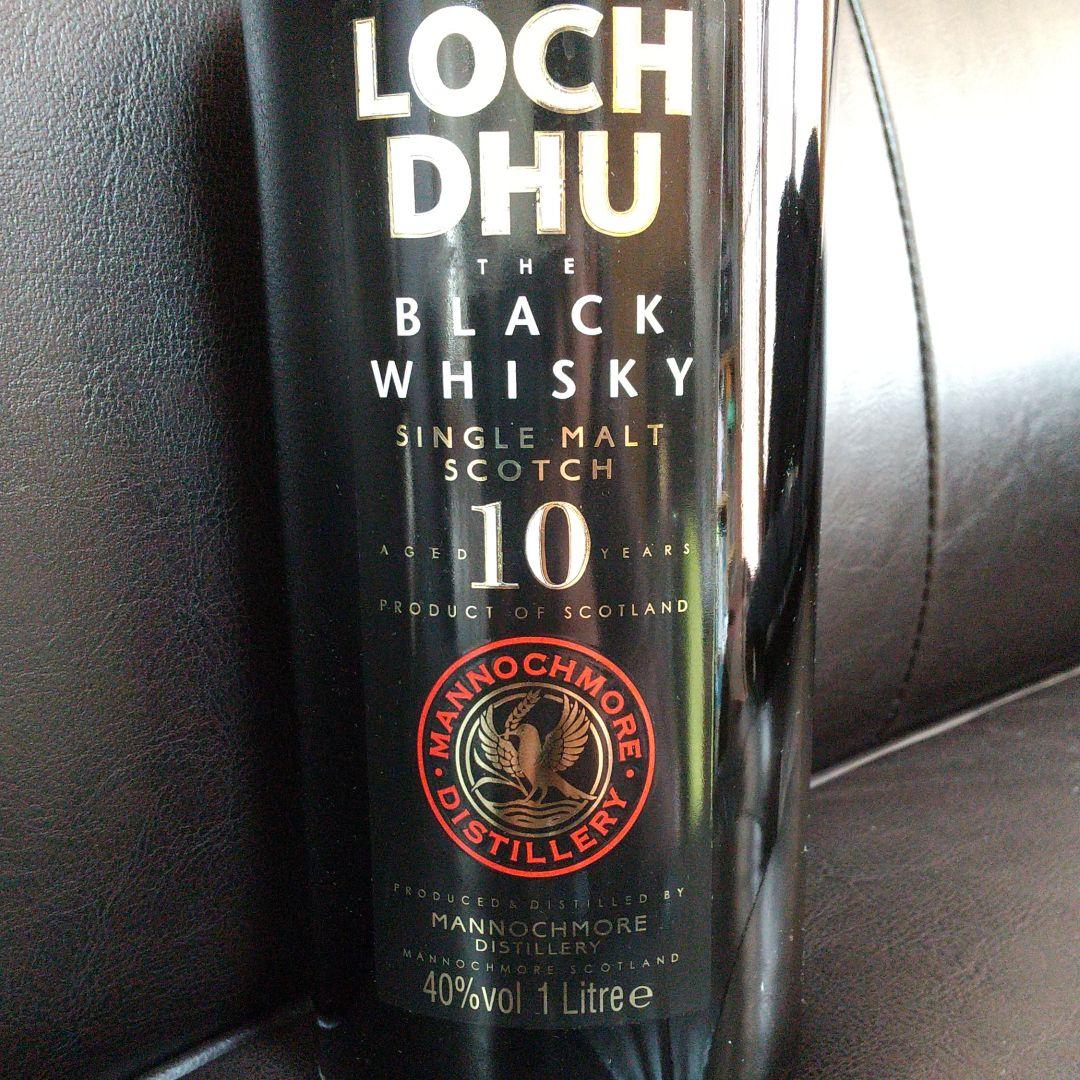 LOCH
DHU
THE
BLACK
WHISKY
SINGLE MALT
SCOTCH
AGED 10 YEARS
PRODUCT OF SCOTLAND
MANNOCHMORE
DISTILLERY
PRODUCED & DISTILLED BY
MANNOCHMORE
DISTILLERY
MANNOCHMORE SCOTLAND
40%vol 1 Litre ℮